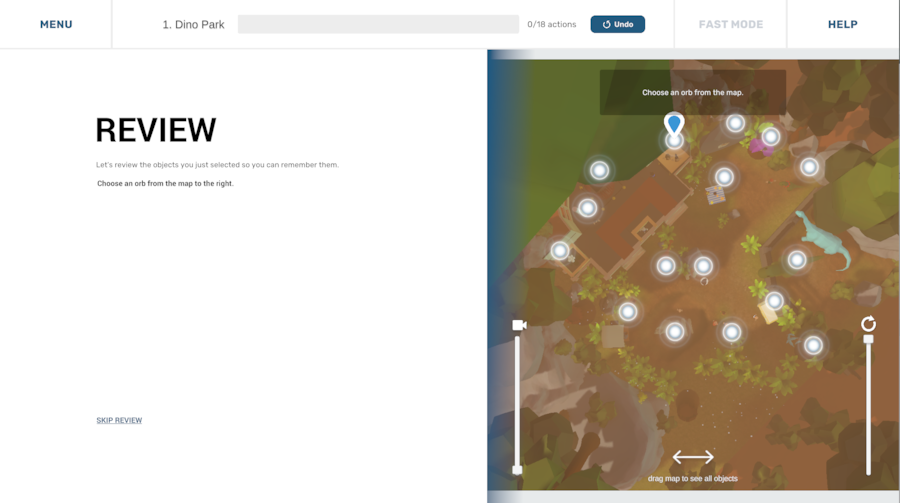 MENU
1. Dino Park
0/18 actions
Undo
FAST MODE
HELP
REVIEW
Let's review the objects you just selected so you can remember them.
Choose an orb from the map to the right.
SKIP REVIEW
Choose an orb from the map.
drag map to see all objects